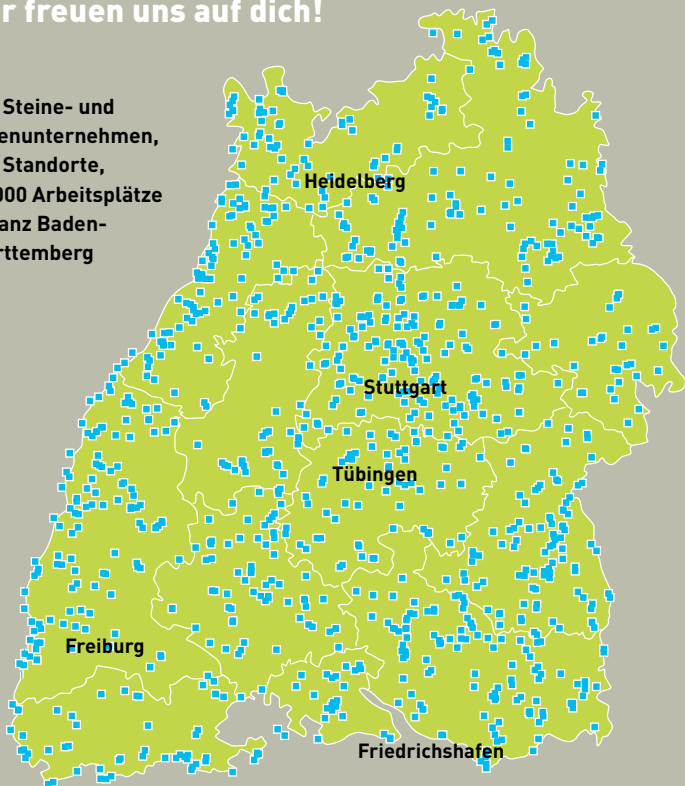 r freuen uns auf dich!
Steine- und
enunternehmen,
Standorte,
000 Arbeitsplätze
anz Baden-
rttemberg
Heidelberg
Stuttgart
Tübingen
Freiburg
Friedrichshafen